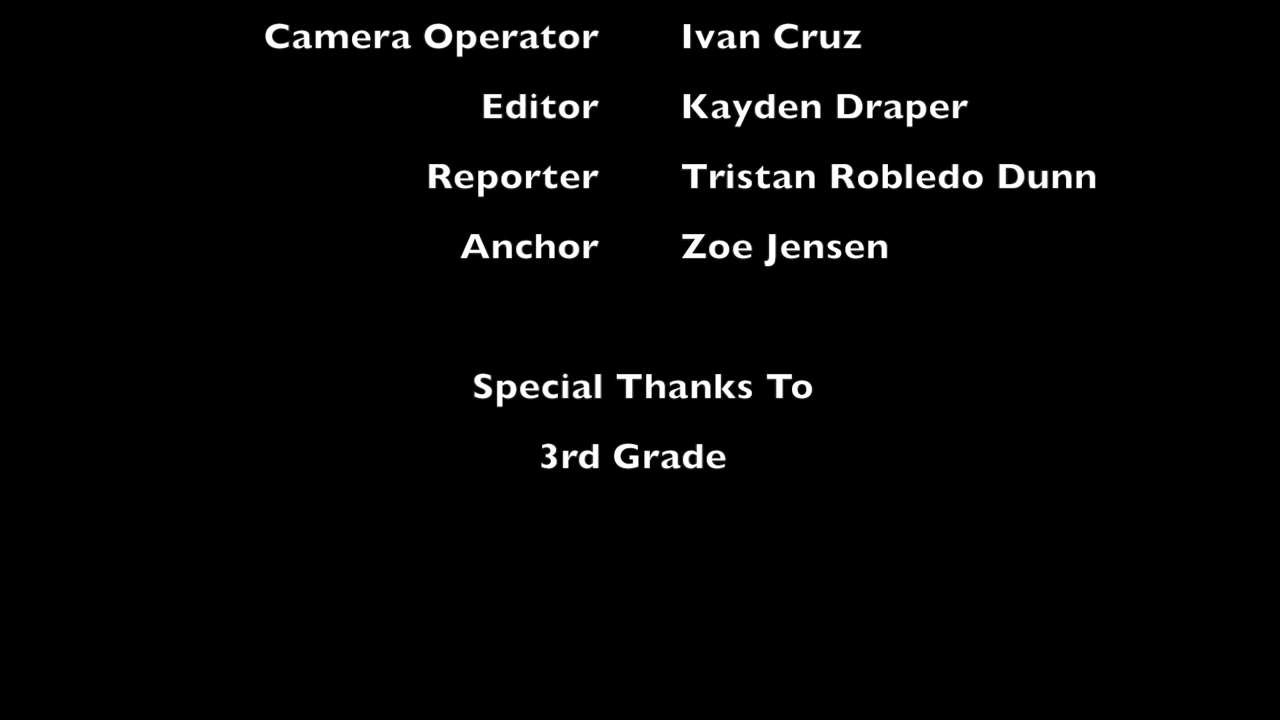 Camera Operator Ivan Cruz
Editor Kayden Draper
Reporter Tristan Robledo Dunn
Anchor Zoe Jensen
Special Thanks To
3rd Grade